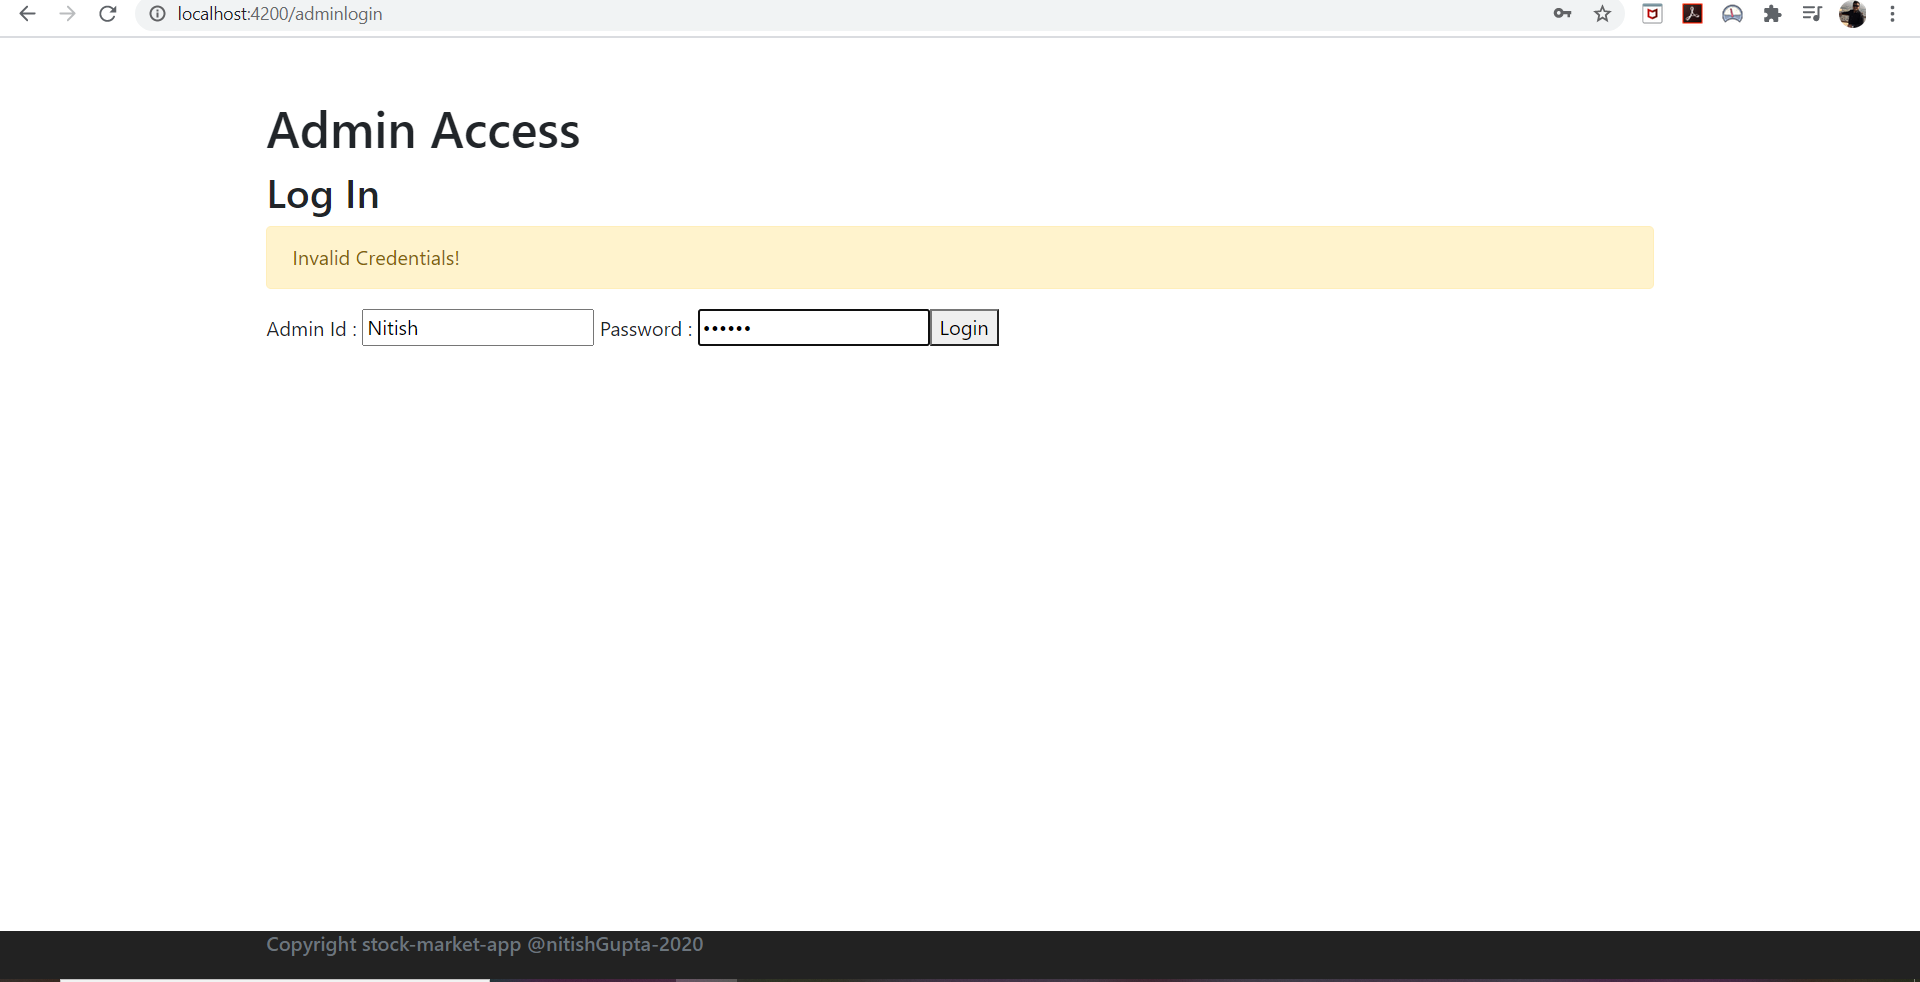 localhost:4200/adminlogin
Admin Access
Log In
Invalid Credentials!
Admin Id : Nitish Password : •••••• Login
Copyright stock-market-app @nitishGupta-2020